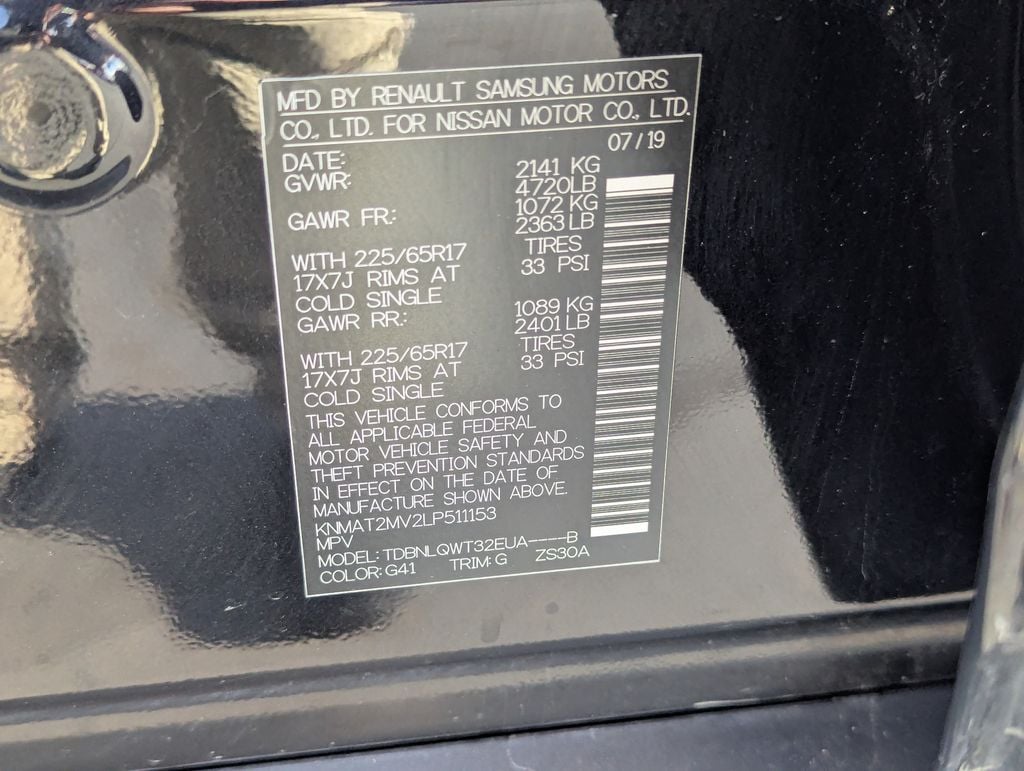 MFD BY RENAULT SAMSUNG MOTORS
CO., LTD. FOR NISSAN MOTOR CO., LTD.
DATE: 07/19
GVWR: 2141 KG
4720LB
GAWR FR.: 1072 KG
2363LB
WITH 225/65R17 TIRES
17X7J RIMS AT 33 PSI
COLD SINGLE
GAWR RR.: 1089 KG
2401LB
WITH 225/65R17 TIRES
17X7J RIMS AT 33 PSI
COLD SINGLE
THIS VEHICLE CONFORMS TO
ALL APPLICABLE FEDERAL
MOTOR VEHICLE SAFETY AND
THEFT PREVENTION STANDARDS
IN EFFECT ON THE DATE OF
MANUFACTURE SHOWN ABOVE.
KNMAT2MV2LP511153
MPV
MODEL: TDBNLQWT32EUA----B
COLOR: G41 TRIM: G ZS30A